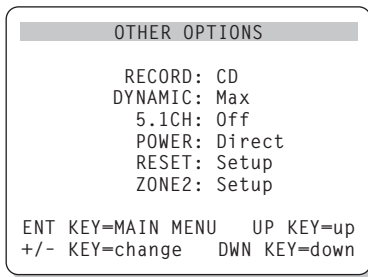 OTHER OPTIONS
RECORD: CD
DYNAMIC: Max
5.1CH: Off
POWER: Direct
RESET: Setup
ZONE2: Setup
ENT KEY=MAIN MENU UP KEY=up
+/- KEY=change DWN KEY=down